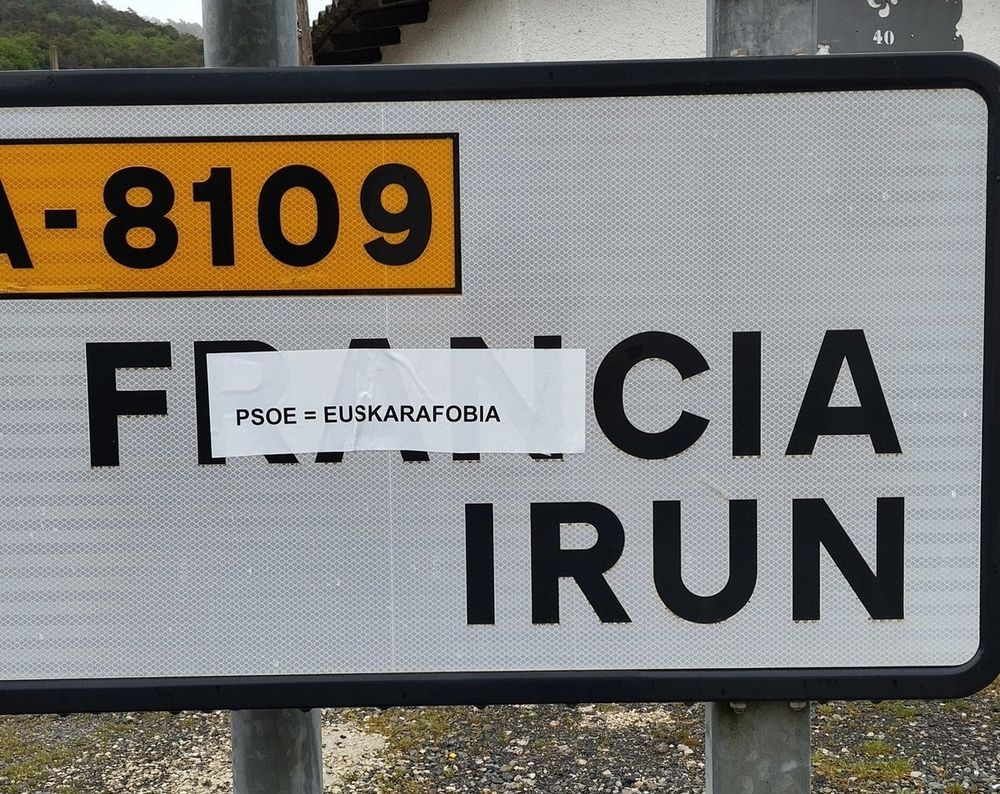 40
A-8109
FRANCIA
PSOE = EUSKARAFOBIA
IRUN